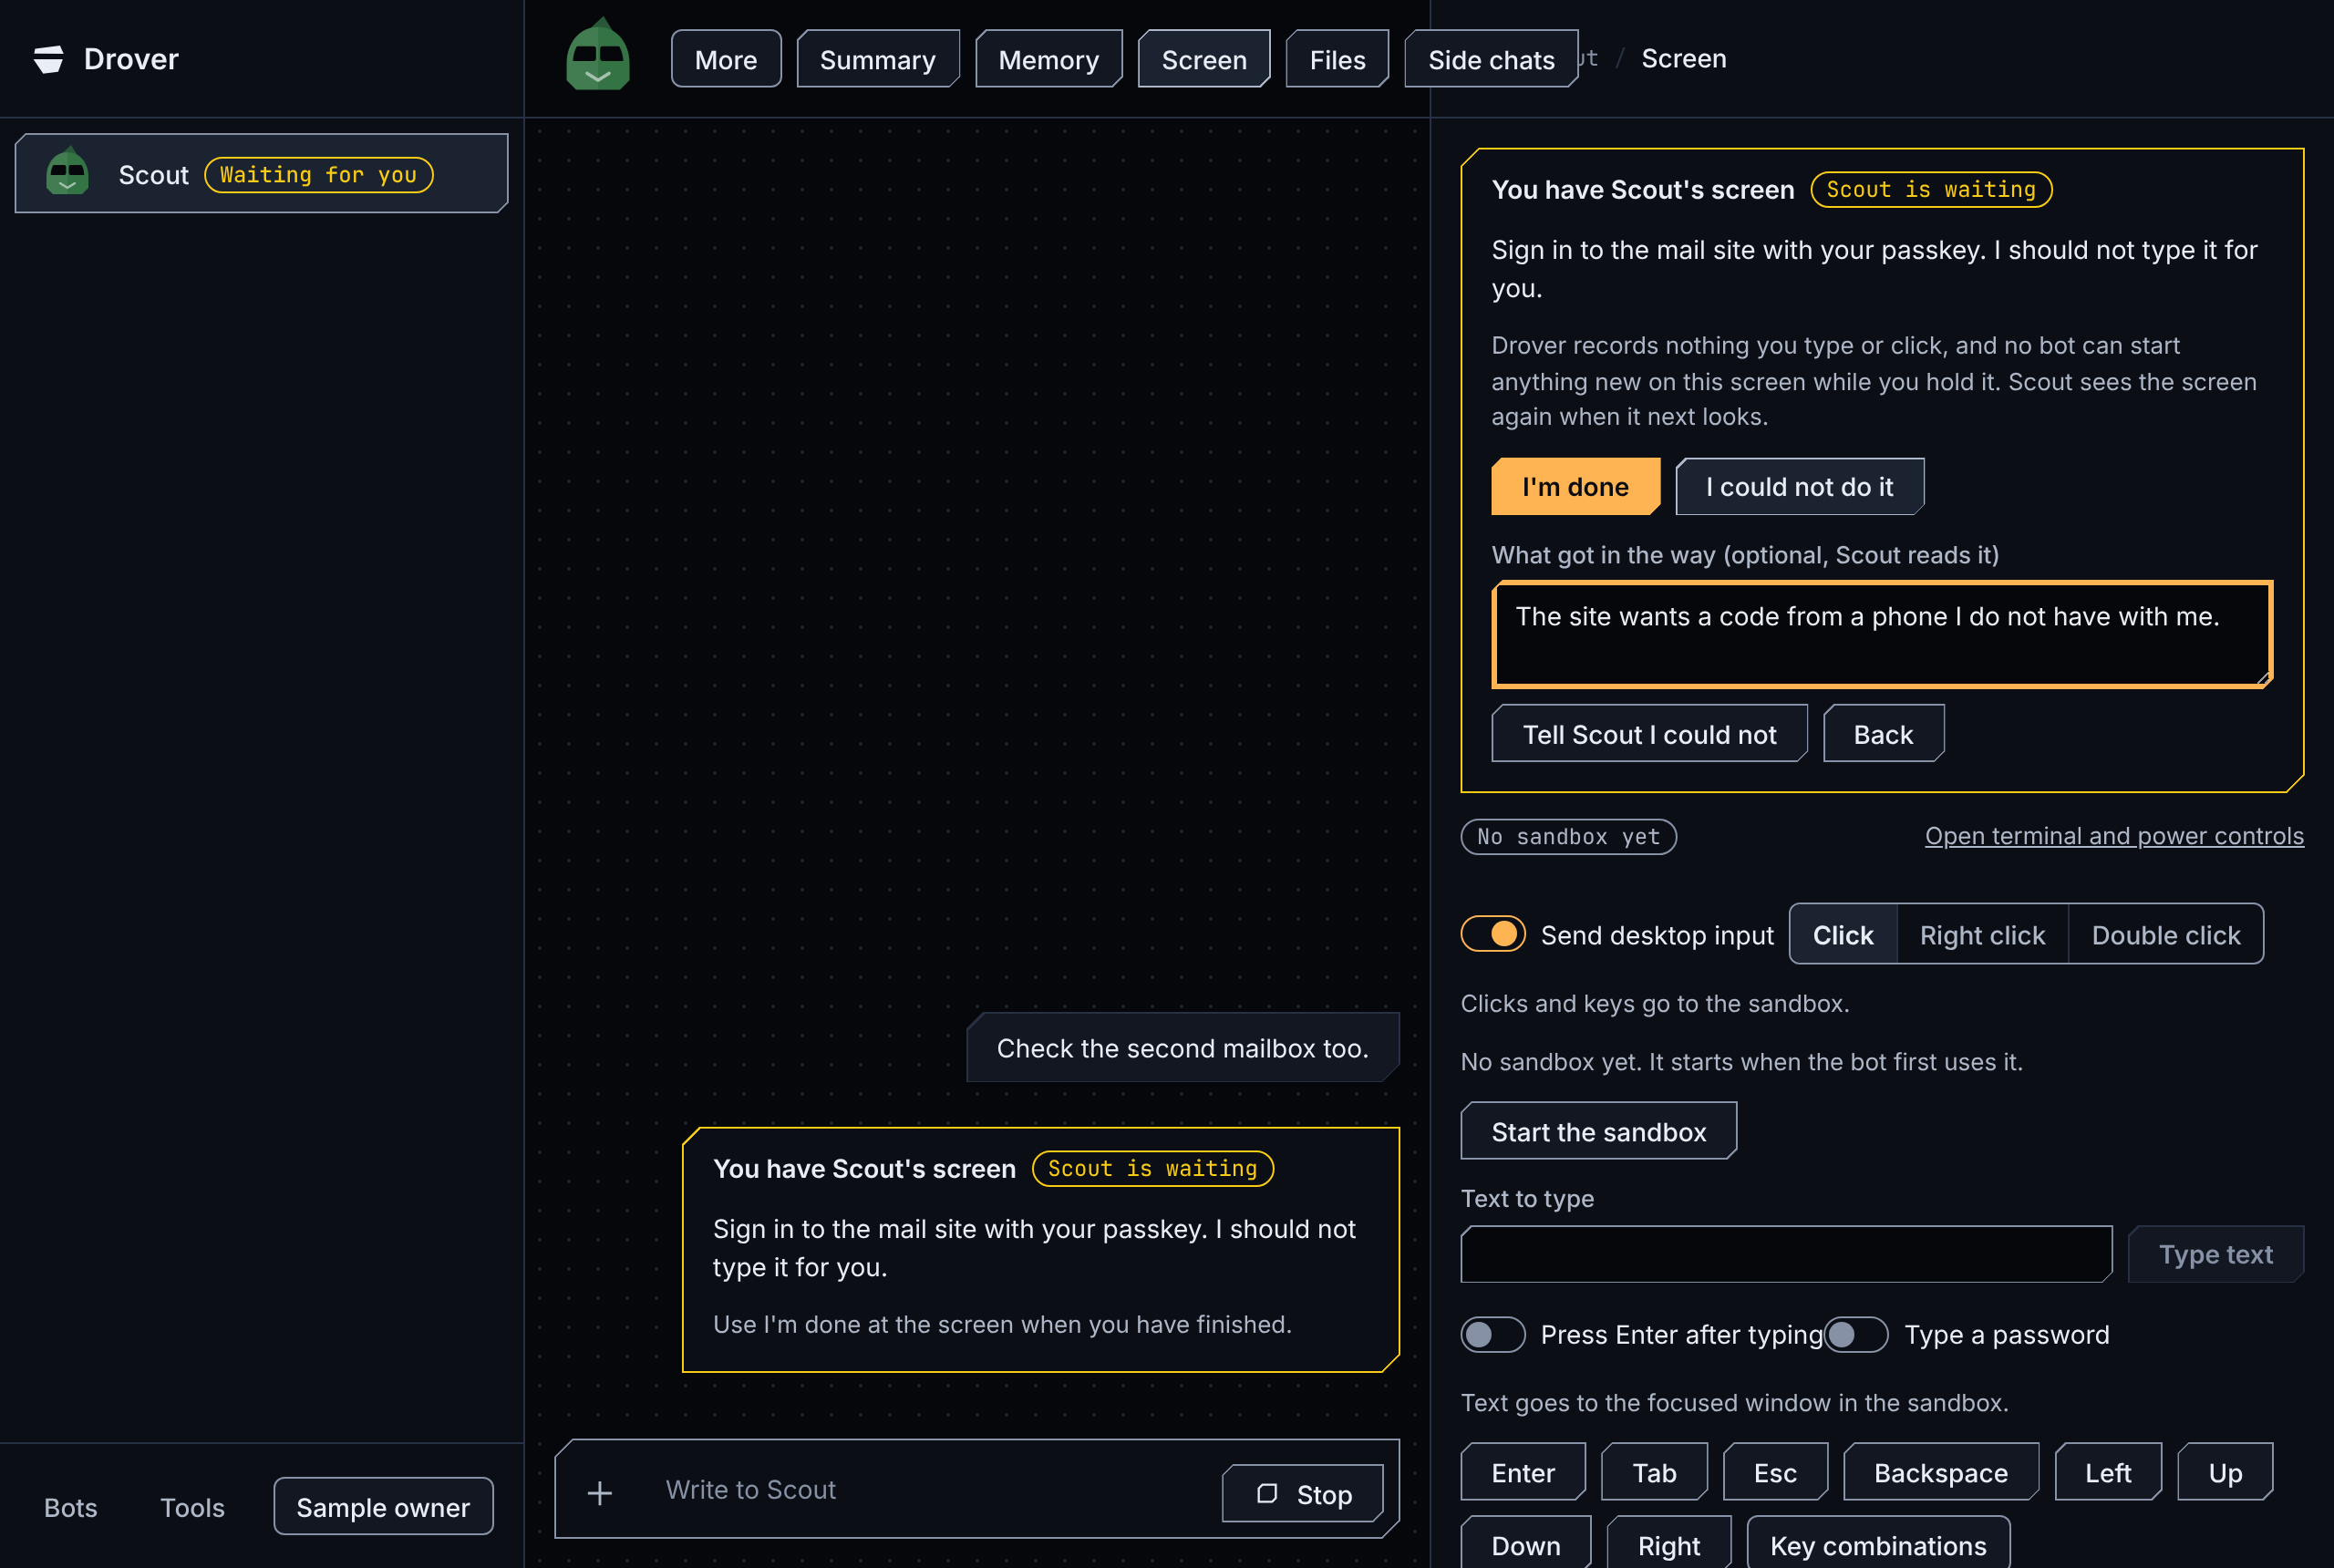 Drover
Scout Waiting for you
Bots Tools Sample owner
More Summary Memory Screen Files Side chats
Check the second mailbox too.
You have Scout's screen Scout is waiting
Sign in to the mail site with your passkey. I should not
type it for you.
Use I'm done at the screen when you have finished.
Write to Scout Stop
/ Screen
You have Scout's screen Scout is waiting
Sign in to the mail site with your passkey. I should not type it for
you.
Drover records nothing you type or click, and no bot can start
anything new on this screen while you hold it. Scout sees the screen
again when it next looks.
I'm done I could not do it
What got in the way (optional, Scout reads it)
The site wants a code from a phone I do not have with me.
Tell Scout I could not Back
No sandbox yet Open terminal and power controls
Send desktop input Click Right click Double click
Clicks and keys go to the sandbox.
No sandbox yet. It starts when the bot first uses it.
Start the sandbox
Text to type
Type text
Press Enter after typing Type a password
Text goes to the focused window in the sandbox.
Enter Tab Esc Backspace Left Up
Down Right Key combinations